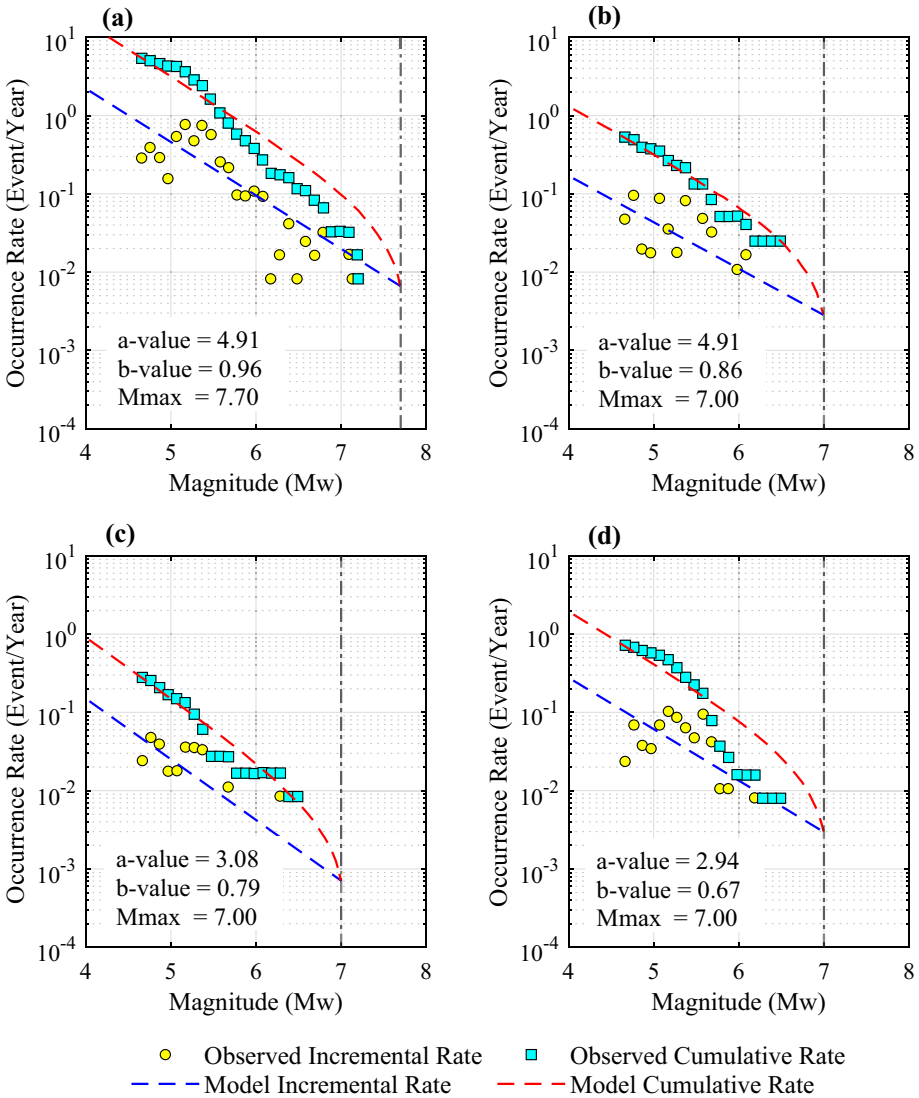 (a)
Occurrence Rate (Event/Year)
10^1
10^0
10^-1
10^-2
10^-3
10^-4
a-value = 4.91
b-value = 0.96
Mmax = 7.70
4 5 6 7 8
Magnitude (Mw)
(b)
Occurrence Rate (Event/Year)
10^1
10^0
10^-1
10^-2
10^-3
10^-4
a-value = 4.91
b-value = 0.86
Mmax = 7.00
4 5 6 7 8
Magnitude (Mw)
(c)
Occurrence Rate (Event/Year)
10^1
10^0
10^-1
10^-2
10^-3
10^-4
a-value = 3.08
b-value = 0.79
Mmax = 7.00
4 5 6 7 8
Magnitude (Mw)
(d)
Occurrence Rate (Event/Year)
10^1
10^0
10^-1
10^-2
10^-3
10^-4
a-value = 2.94
b-value = 0.67
Mmax = 7.00
4 5 6 7 8
Magnitude (Mw)
Observed Incremental Rate Observed Cumulative Rate
Model Incremental Rate Model Cumulative Rate